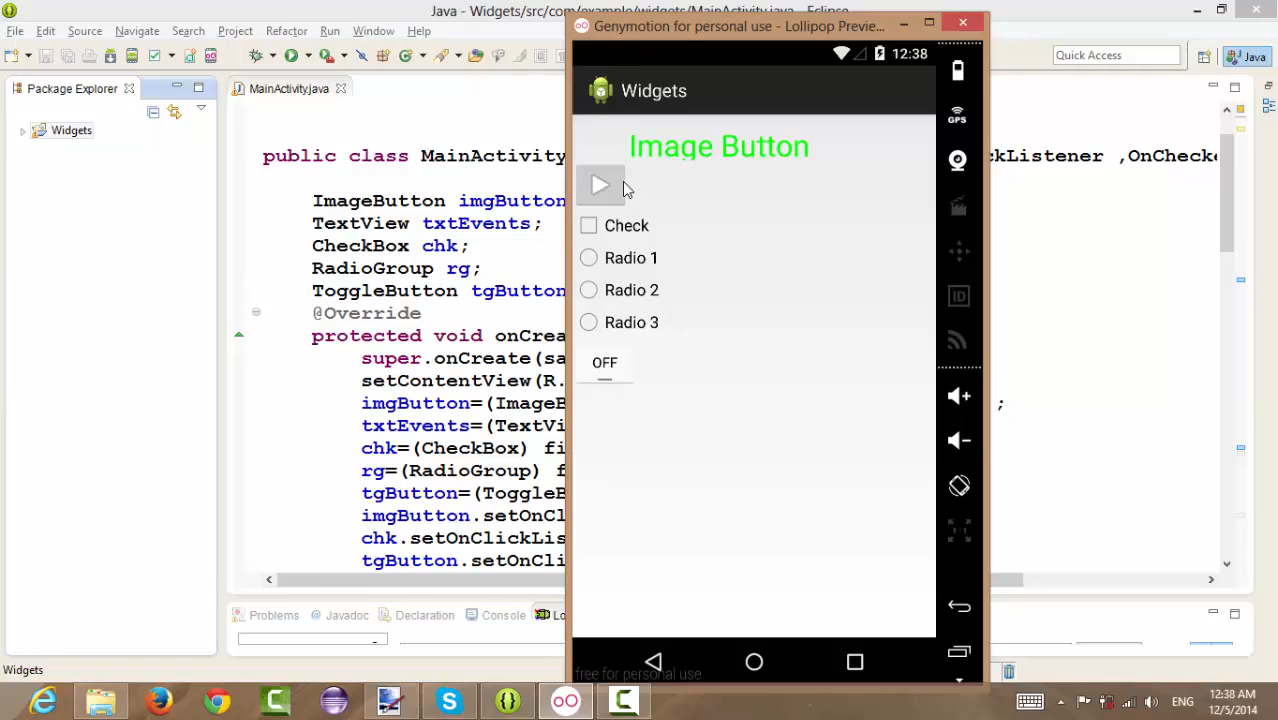 Java - Widgets/src/com/example/widgets/MainActivity.java - Eclipse
Genymotion for personal use - Lollipop Previe...
File Edit Source Refactor Navigate Search Project Run Window Help
Quick Access
Java
12:38
Package Explorer
MainActivity.java
Widgets
Widgets
GPS
Image Button
public class MainActivity
ckListener ,OnChecke
ImageButton imgButton
TextView txtEvents;
CheckBox chk;
RadioGroup rg;
ToggleButton tgButton
@Override
protected void onCrea
super.onCreate(sa
setContentView(R.
imgButton=(ImageB
;
txtEvents=(TextVi
chk=(CheckBox) fi
rg=(RadioGroup) f
tgButton=(ToggleB
imgButton.setOnCl
chk.setOnClickLis
tgButton.setOnCli
Check
Radio 1
Radio 2
Radio 3
OFF
ID
Problems
@ Javadoc
Declaration
Console
Lo
free for personal use
Widgets
ENG
12:38 AM
12/5/2014